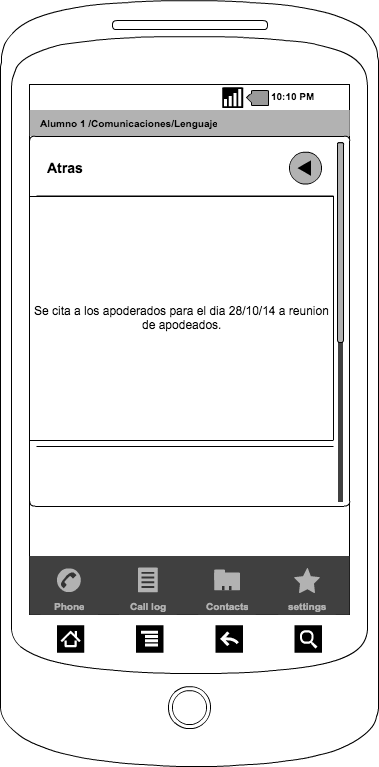 10:10 PM
Alumno 1 /Comunicaciones/Lenguaje
Atras
Se cita a los apoderados para el dia 28/10/14 a reunion
de apodeados.
Phone
Call log
Contacts
settings